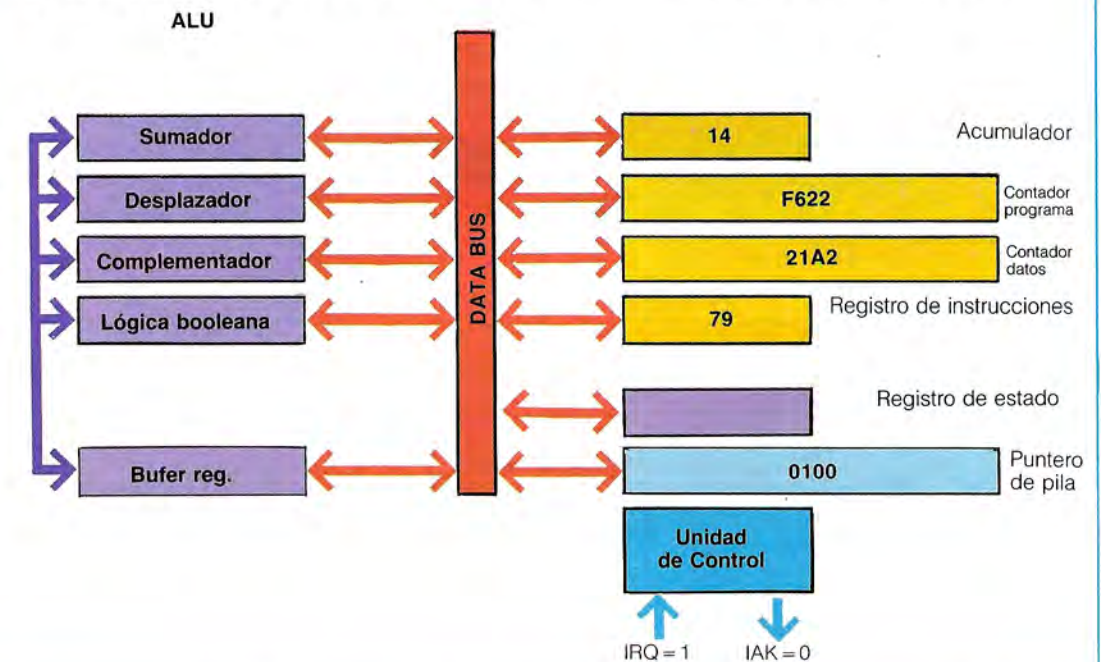 ALU
Sumador
Desplazador
Complementador
Lógica booleana
Bufer reg.
DATA BUS
14
Acumulador
F622
Contador
programa
21A2
Contador
datos
79
Registro de instrucciones
Registro de estado
0100
Puntero
de pila
Unidad
de Control
IRQ = 1
IAK = 0